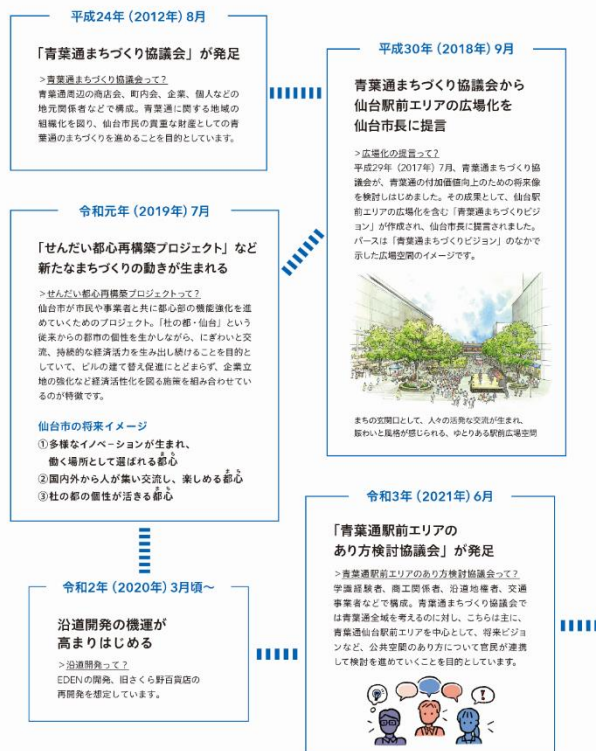 平成24年（2012年）8月
「青葉通まちづくり協議会」が発足
＞青葉通まちづくり協議会って？
青葉通周辺の商店会、町内会、企業、個人などの
地元関係者などで構成。青葉通に関する地域の
組織化を図り、仙台市民の貴重な財産としての青
葉通のまちづくりを進めることを目的としています。
平成30年（2018年）9月
青葉通まちづくり協議会から
仙台駅前エリアの広場化を
仙台市長に提言
＞広場化の提言って？
平成29年（2017年）7月、青葉通まちづくり協
議会が、青葉通の付加価値向上のための将来像
を検討しはじめました。その成果として、仙台駅
前エリアの広場化を含む「青葉通まちづくりビジ
ョン」が作成され、仙台市長に提言されました。
パースは「青葉通まちづくりビジョン」のなかで
示した広場空間のイメージです。
まちの玄関口として、人々の活発な交流が生まれ、
賑わいと風格が感じられる、ゆとりある駅前広場空間
令和元年（2019年）7月
「せんだい都心再構築プロジェクト」など
新たなまちづくりの動きが生まれる
＞せんだい都心再構築プロジェクトって？
仙台市が市民や事業者と共に都心部の機能強化を進
めていくためのプロジェクト。「杜の都・仙台」という
従来からの都市の個性を生かしながら、にぎわいと交
流、持続的な経済活力を生み出し続けることを目的と
していて、ビルの建て替え促進にとどまらず、企業立
地の強化など経済活性化を図る施策を組み合わせてい
るのが特徴です。
仙台市の将来イメージ
①多様なイノベーションが生まれ、
働く場所として選ばれる都心
②国内外から人が集い交流し、楽しめる都心
③杜の都の個性が活きる都心
令和2年（2020年）3月頃〜
沿道開発の機運が
高まりはじめる
＞沿道開発って？
EDENの開発、旧さくら野百貨店の
再開発を想定しています。
令和3年（2021年）6月
「青葉通駅前エリアの
あり方検討協議会」が発足
＞青葉通駅前エリアのあり方検討協議会って？
学識経験者、商工関係者、沿道地権者、交通
事業者などで構成。青葉通まちづくり協議会で
は青葉通全域を考えるのに対し、こちらは主に、
青葉通仙台駅前エリアを中心として、将来ビジョ
ンなど、公共空間のあり方について官民が連携
して検討を進めていくことを目的としています。